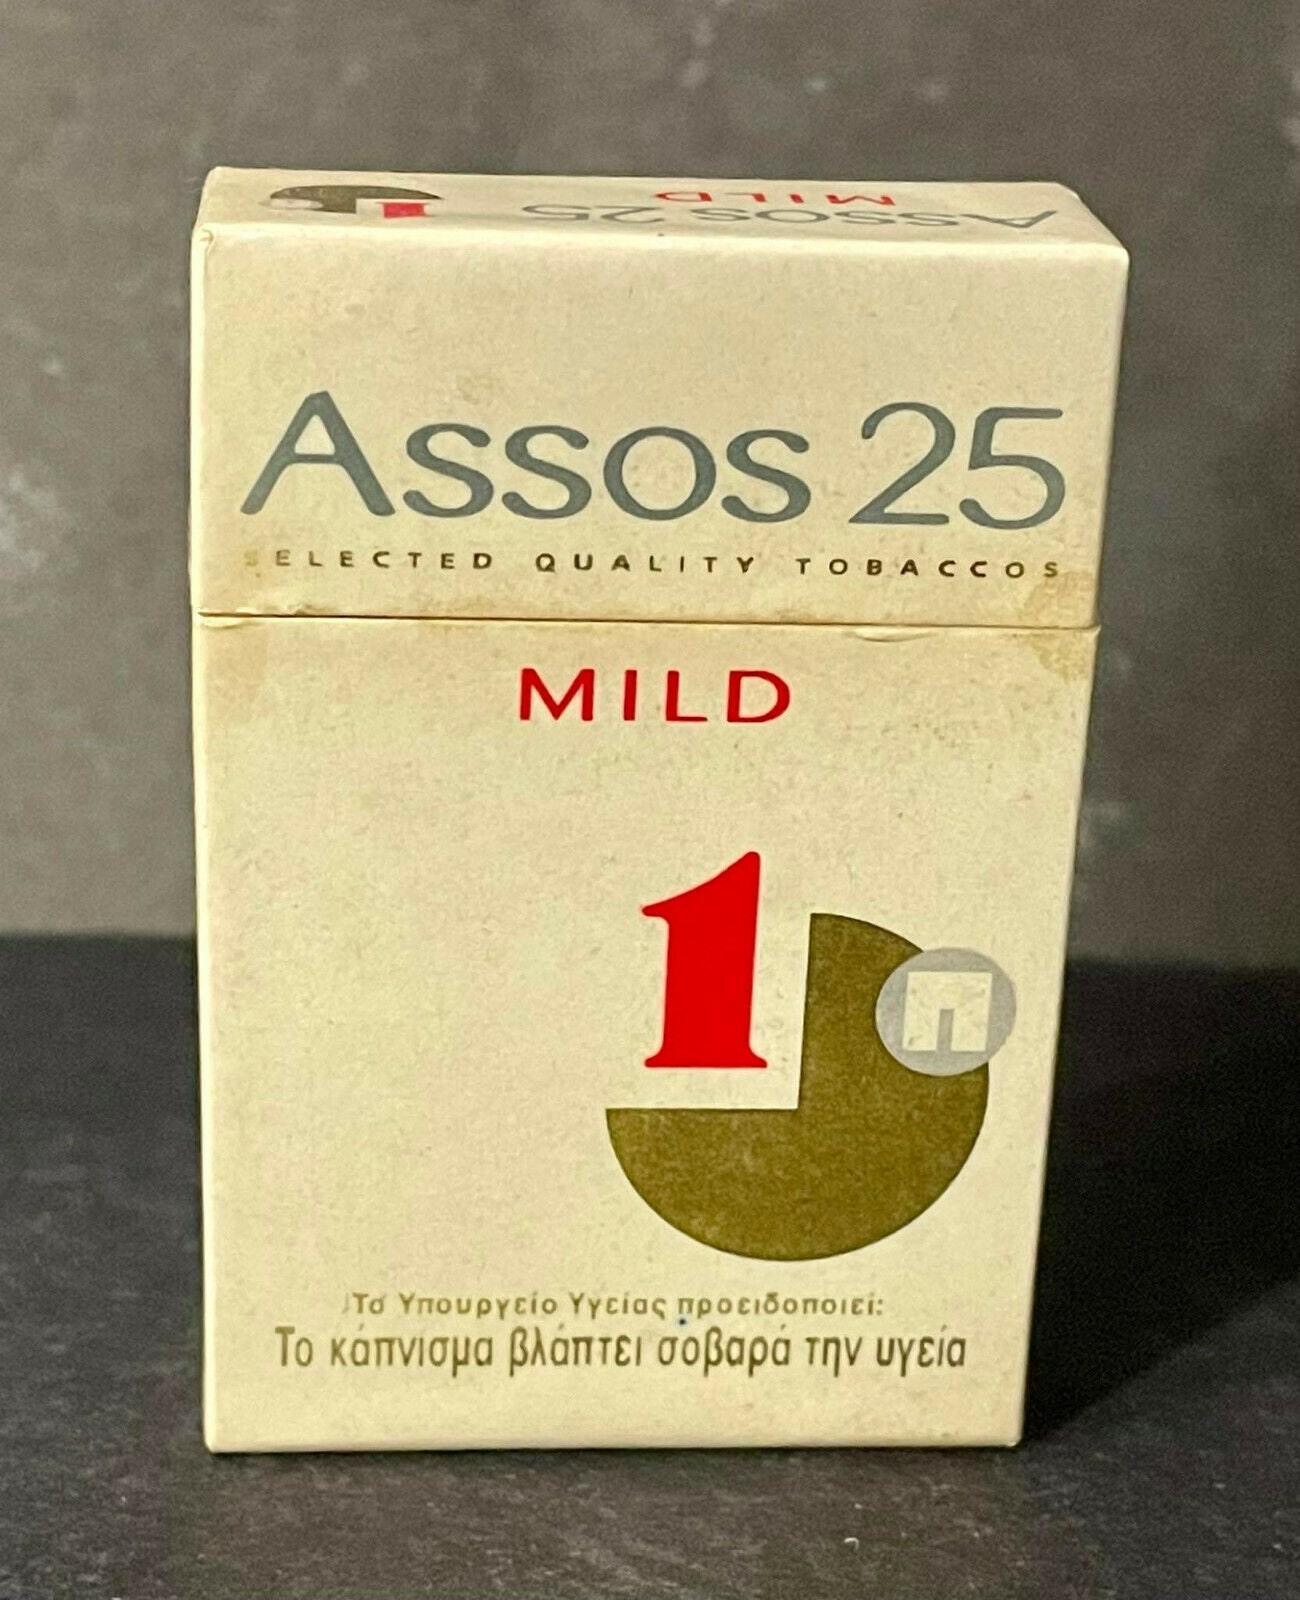 ASSOS 25
MILD
ASSOS 25
SELECTED QUALITY TOBACCOS
MILD
1
Π
Το Υπουργείο Υγείας προειδοποιεί:
Το κάπνισμα βλάπτει σοβαρά την υγεία